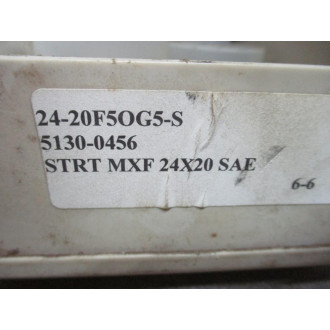 24-20F5OG5-S
5130-0456
STRT MXF 24X20 SAE
6-6